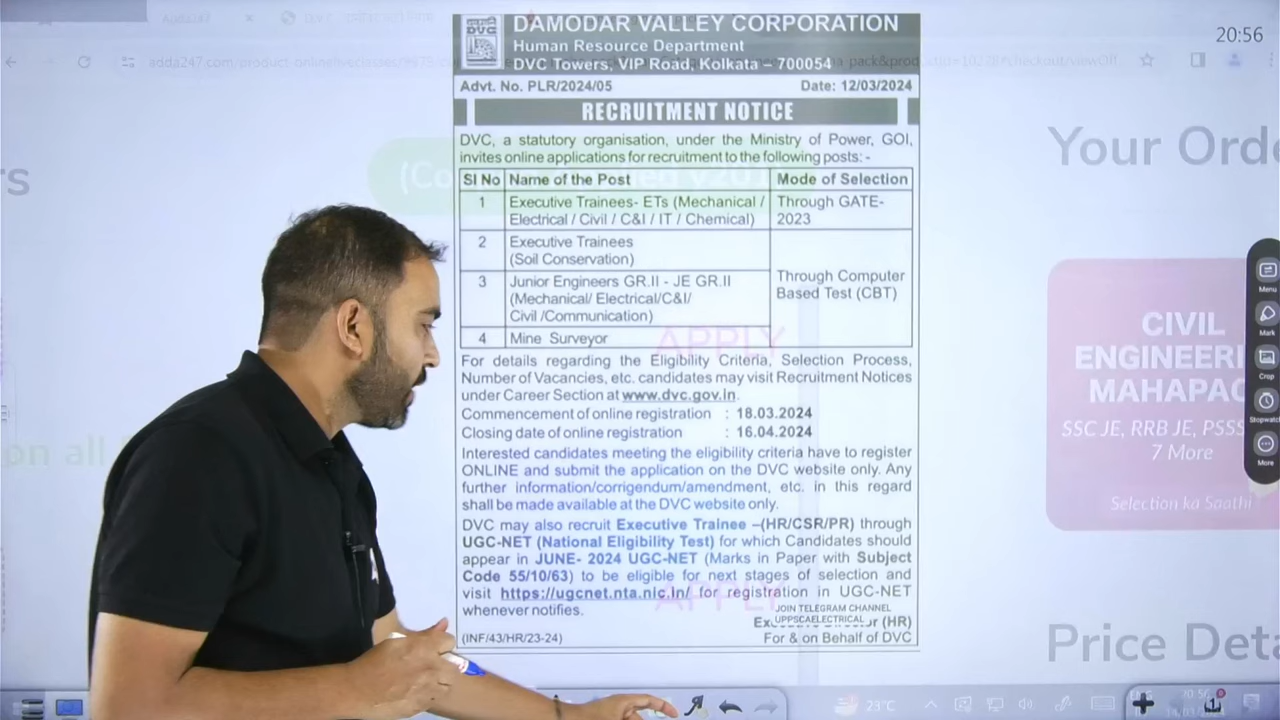 DAMODAR VALLEY CORPORATION
DVC
Human Resource Department
DVC Towers, VIP Road, Kolkata – 700054
20:56
Advt. No. PLR/2024/05 Date: 12/03/2024
RECRUITMENT NOTICE
DVC, a statutory organisation, under the Ministry of Power, GOI,
invites online applications for recruitment to the following posts: -
Sl No Name of the Post Mode of Selection
1 Executive Trainees- ETs (Mechanical / Through GATE-
Electrical / Civil / C&I / IT / Chemical) 2023
2 Executive Trainees
(Soil Conservation)
3 Junior Engineers GR.II - JE GR.II Through Computer
(Mechanical/ Electrical/C&I/ Based Test (CBT)
Civil /Communication)
4 Mine Surveyor
For details regarding the Eligibility Criteria, Selection Process,
Number of Vacancies, etc. candidates may visit Recruitment Notices
under Career Section at www.dvc.gov.in.
Commencement of online registration : 18.03.2024
Closing date of online registration : 16.04.2024
Interested candidates meeting the eligibility criteria have to register
ONLINE and submit the application on the DVC website only. Any
further information/corrigendum/amendment, etc. in this regard
shall be made available at the DVC website only.
DVC may also recruit Executive Trainee –(HR/CSR/PR) through
UGC-NET (National Eligibility Test) for which Candidates should
appear in JUNE- 2024 UGC-NET (Marks in Paper with Subject
Code 55/10/63) to be eligible for next stages of selection and
visit https://ugcnet.nta.nic.in/ for registration in UGC-NET
whenever notifies.
JOIN TELEGRAM CHANNEL
UPPSCAELECTRICAL
(HR)
(INF/43/HR/23-24) For & on Behalf of DVC
APPLY
APPLY
Your Orde
CIVIL
ENGINEERI
MAHAPAC
SSC JE, RRB JE, PSSS
7 More
Selection ka Saathi
Price Deta
on all
Menu
Mark
Crop
Stopwatc
More
23°C